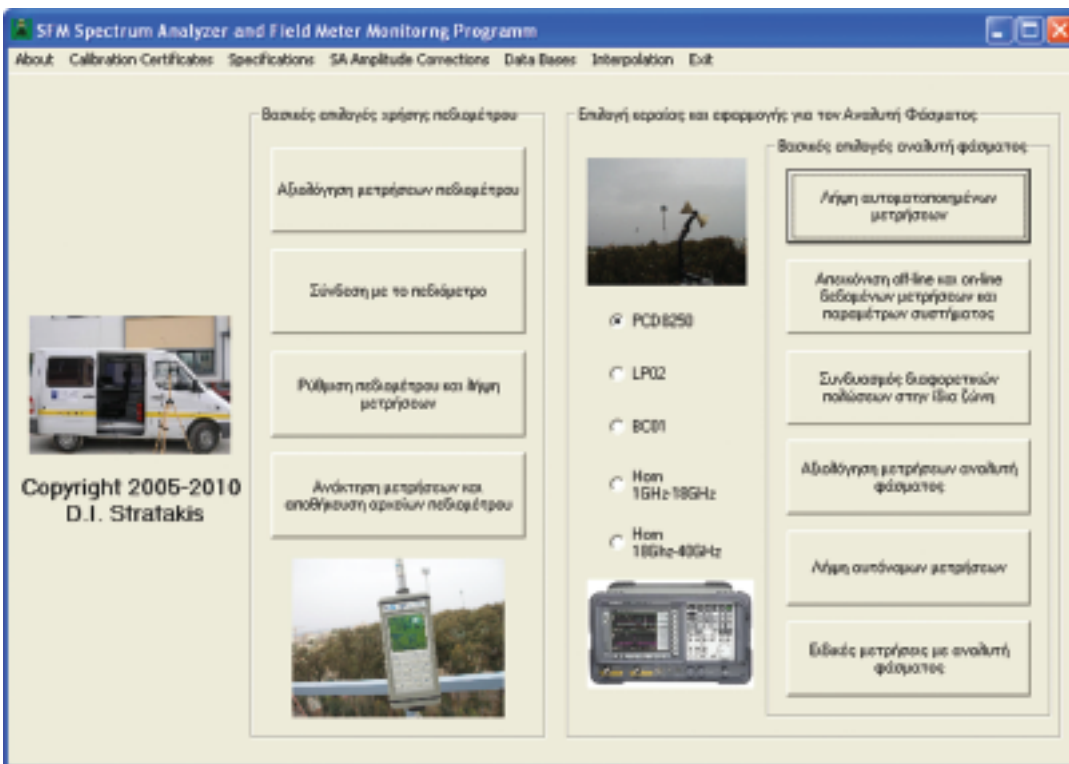 SFM Spectrum Analyzer and Field Meter Monitorng Programm
About Calibration Certificates Specifications SA Amplitude Corrections Data Bases Interpolation Exit
Βασικές επιλογές χρήσης πεδιομέτρου
Αξιολόγηση μετρήσεων πεδιομέτρου
Σύνδεση με το πεδιόμετρο
Ρύθμιση πεδιομέτρου και λήψη
μετρήσεων
Ανάκτηση μετρήσεων και
αποθήκευση αρχείων πεδιομέτρου
Copyright 2005-2010
D.I. Stratakis
Επιλογή κεραίας και εφαρμογής για τον Αναλυτή Φάσματος
PCD8250
LP02
BC01
Horn
1GHz-18GHz
Horn
18Ghz-40GHz
Βασικές επιλογές αναλυτή φάσματος
Λήψη αυτοματοποιημένων
μετρήσεων
Απεικόνιση off-line και on-line
δεδομένων μετρήσεων και
παραμέτρων συστήματος
Συνδυασμός διαφορετικών
πολώσεων στην ίδια ζώνη
Αξιολόγηση μετρήσεων αναλυτή
φάσματος
Λήψη αυτόνομων μετρήσεων
Ειδικές μετρήσεις με αναλυτή
φάσματος